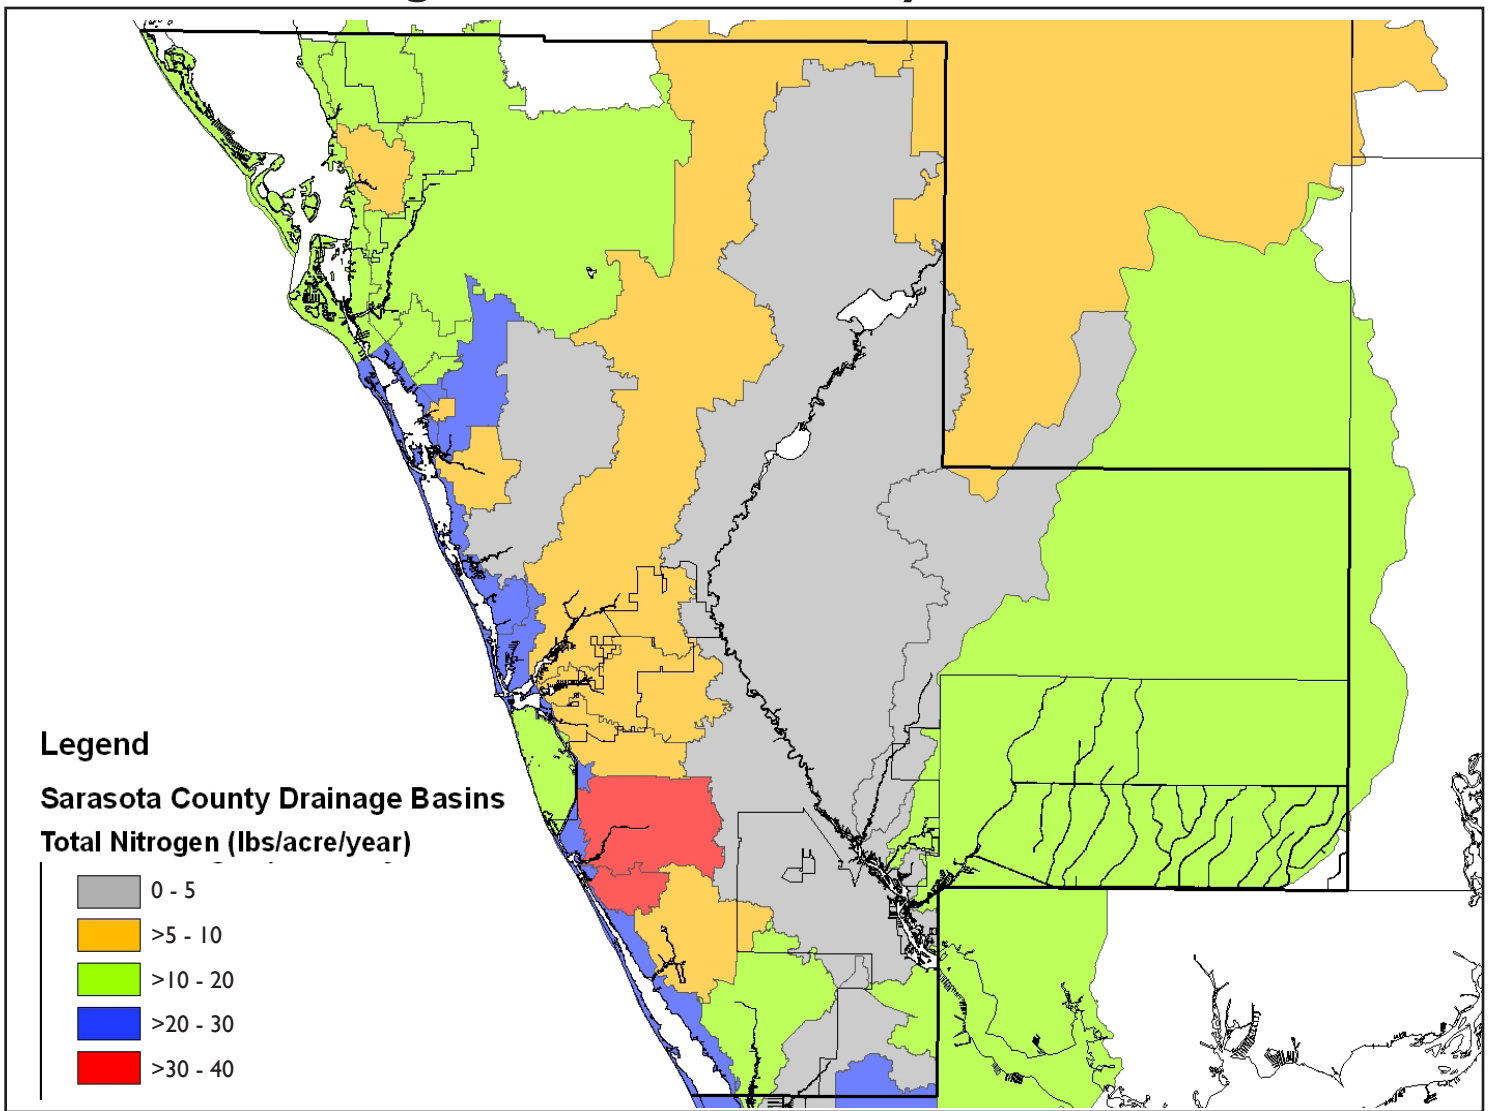 Legend
Sarasota County Drainage Basins
Total Nitrogen (lbs/acre/year)
0 - 5
>5 - 10
>10 - 20
>20 - 30
>30 - 40